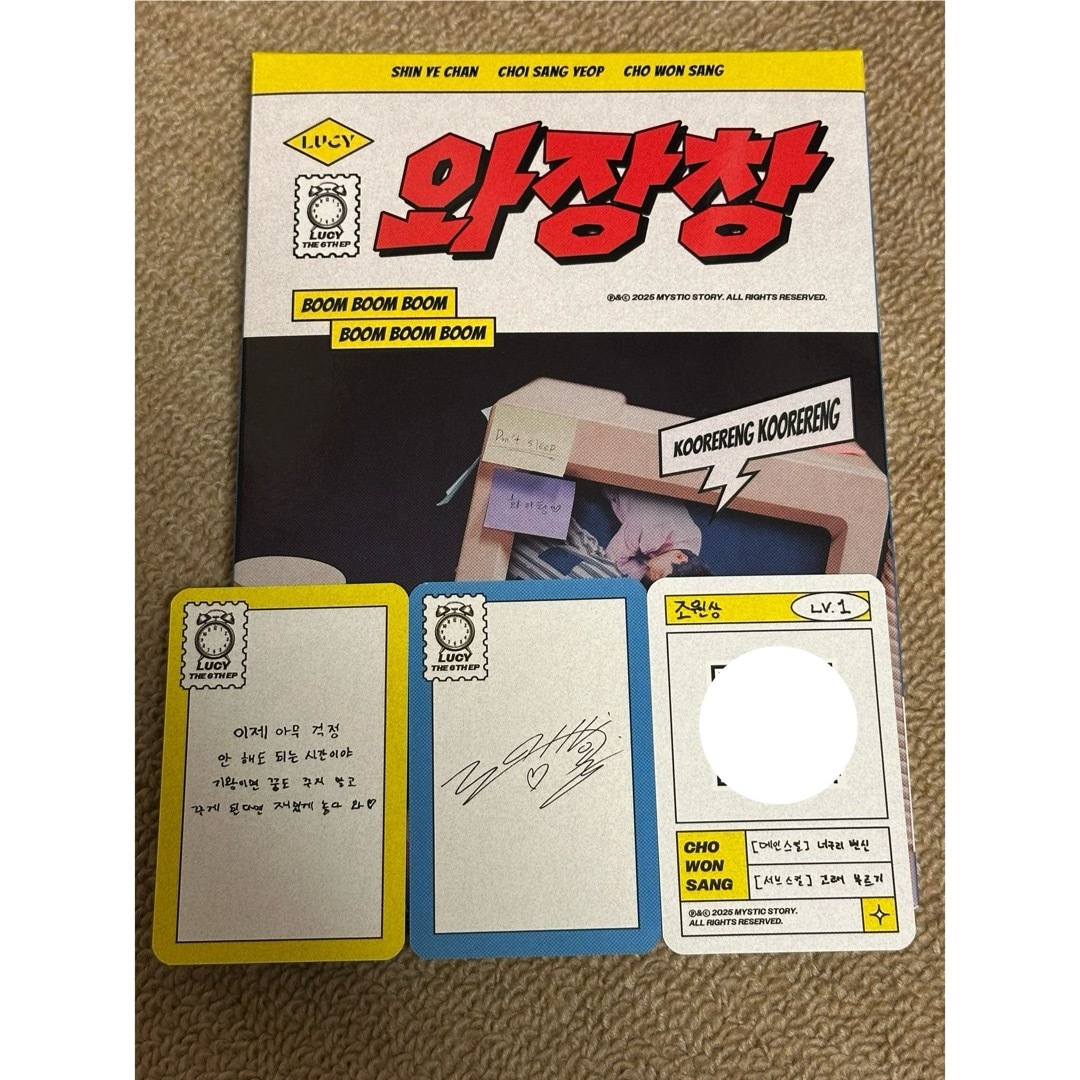 SHIN YE CHAN CHOI SANG YEOP CHO WON SANG
LUCY
와장창
LUCY
THE 6TH EP
BOOM BOOM BOOM
BOOM BOOM BOOM
℗&© 2025 MYSTIC STORY. ALL RIGHTS RESERVED.
KOORERENG KOORERENG
Don't sleep
화이팅♡
LUCY
THE 6TH EP
이제 아무 걱정
안 해도 되는 시간이야
기왕이면 꿈도 꾸지 말고
꾸게 된다면 재밌게 놀다 와♡
LUCY
THE 6TH EP
조원상
LV.1
CHO
WON
SANG
[메인스킬] 너구리 변신
[서브스킬] 고래 부르기
℗&© 2025 MYSTIC STORY.
ALL RIGHTS RESERVED.